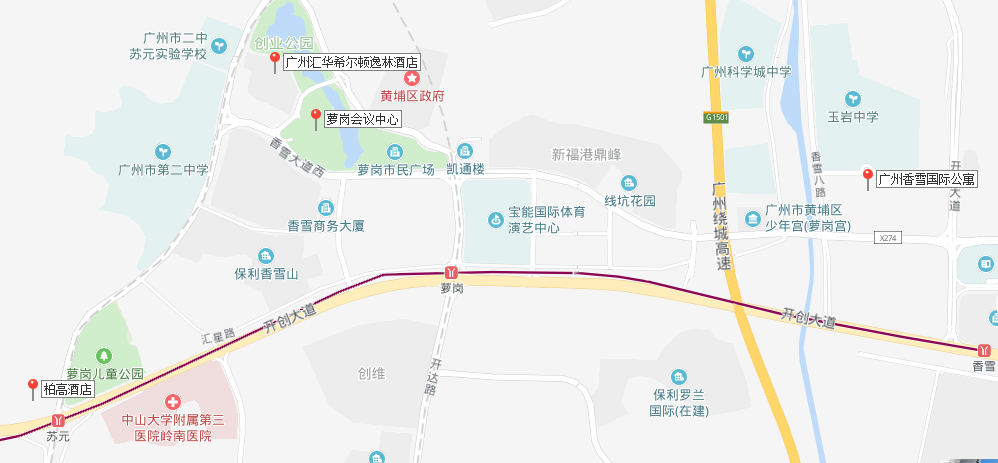 广州市二中
苏元实验学校
创业公园
广州汇华希尔顿逸林酒店
黄埔区政府
萝岗会议中心
广州科学城中学
G1501
玉岩中学
香雪大道西
广州市第二中学
萝岗市民广场
凯通楼
新福港鼎峰
香雪八路
广州香雪国际公寓
开
大道
线坑花园
广州绕城高速
香雪商务大厦
宝能国际体育
演艺中心
广州市黄埔区
少年宫(萝岗宫)
X274
保利香雪山
萝岗
开创大道
开创大道
汇星路
香雪
萝岗儿童公园
创维
开达路
保利罗兰
国际(在建)
柏高酒店
苏元
中山大学附属第三
医院岭南医院